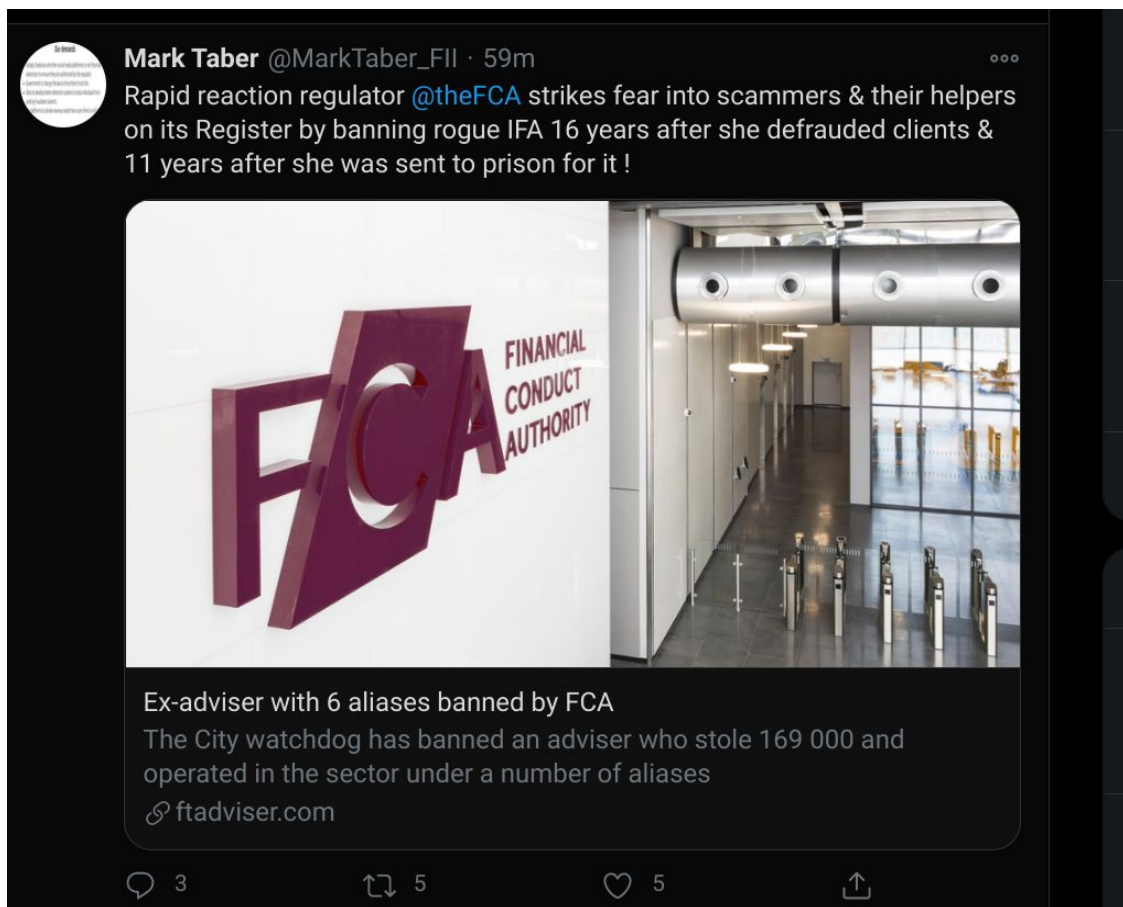 Mark Taber @MarkTaber_FII · 59m
Rapid reaction regulator @theFCA strikes fear into scammers & their helpers
on its Register by banning rogue IFA 16 years after she defrauded clients &
11 years after she was sent to prison for it !
FCA
FINANCIAL
CONDUCT
AUTHORITY
Ex-adviser with 6 aliases banned by FCA
The City watchdog has banned an adviser who stole 169 000 and
operated in the sector under a number of aliases
ftadviser.com
3 5 5